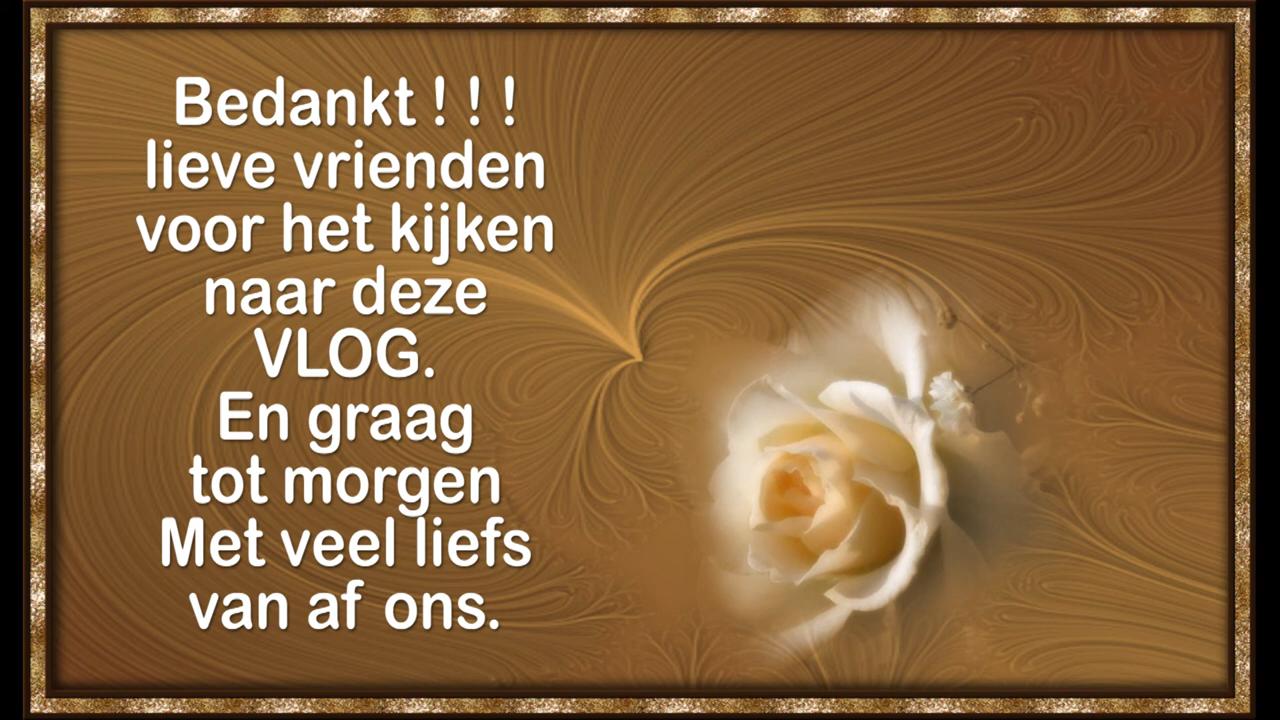 Bedankt ! ! !
lieve vrienden
voor het kijken
naar deze
VLOG.
En graag
tot morgen
Met veel liefs
van af ons.